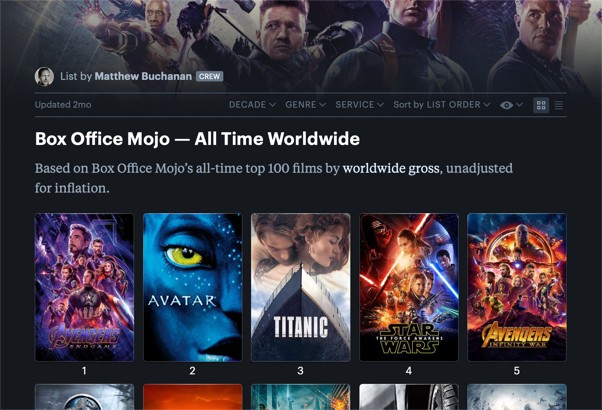 List by Matthew Buchanan CREW
Updated 2mo DECADE GENRE SERVICE Sort by LIST ORDER
Box Office Mojo — All Time Worldwide
Based on Box Office Mojo’s all-time top 100 films by worldwide gross, unadjusted
for inflation.
AVENGERS
ENDGAME
AVATAR
TITANIC
STAR
THE FORCE AWAKENS
WARS
AVENGERS
INFINITY WAR
1 2 3 4 5